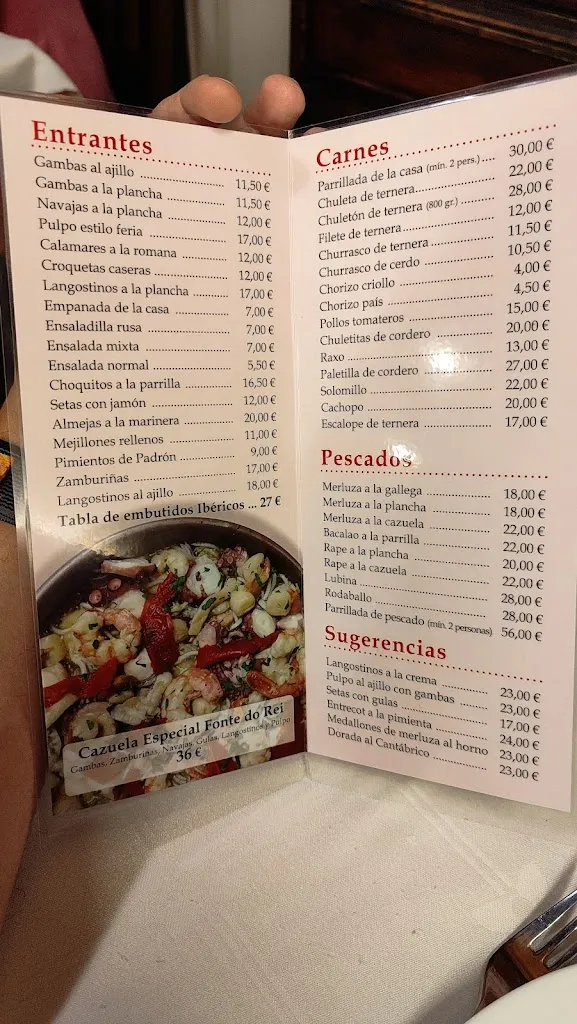 Entrantes
Gambas al ajillo ........ 11,50 €
Gambas a la plancha ........ 11,50 €
Navajas a la plancha ........ 12,00 €
Pulpo estilo feria ........ 17,00 €
Calamares a la romana ........ 12,00 €
Croquetas caseras ........ 12,00 €
Langostinos a la plancha ........ 17,00 €
Empanada de la casa ........ 7,00 €
Ensaladilla rusa ........ 7,00 €
Ensalada mixta ........ 7,00 €
Ensalada normal ........ 5,50 €
Choquitos a la parrilla ........ 16,50 €
Setas con jamón ........ 12,00 €
Almejas a la marinera ........ 20,00 €
Mejillones rellenos ........ 11,00 €
Pimientos de Padrón ........ 9,00 €
Zamburiñas ........ 17,00 €
Langostinos al ajillo ........ 18,00 €
Tabla de embutidos Ibéricos ... 27 €
Cazuela Especial Fonte do Rei
Gambas, Zamburiñas, Navajas, Gulas, Langostinos y Pulpo
36 €
Carnes
Parrillada de la casa (mín. 2 pers.) .... 30,00 €
Chuleta de ternera ........ 22,00 €
Chuletón de ternera (800 gr.) ........ 28,00 €
Filete de ternera ........ 12,00 €
Churrasco de ternera ........ 11,50 €
Churrasco de cerdo ........ 10,50 €
Chorizo criollo ........ 4,00 €
Chorizo país ........ 4,50 €
Pollos tomateros ........ 15,00 €
Chuletitas de cordero ........ 20,00 €
Raxo ........ 13,00 €
Paletilla de cordero ........ 27,00 €
Solomillo ........ 22,00 €
Cachopo ........ 20,00 €
Escalope de ternera ........ 17,00 €
Pescados
Merluza a la gallega ........ 18,00 €
Merluza a la plancha ........ 18,00 €
Merluza a la cazuela ........ 22,00 €
Bacalao a la parrilla ........ 22,00 €
Rape a la plancha ........ 20,00 €
Rape a la cazuela ........ 22,00 €
Lubina ........ 28,00 €
Rodaballo ........ 28,00 €
Parrillada de pescado (mín. 2 personas) 56,00 €
Sugerencias
Langostinos a la crema ........ 23,00 €
Pulpo al ajillo con gambas ........ 23,00 €
Setas con gulas ........ 17,00 €
Entrecot a la pimienta ........ 24,00 €
Medallones de merluza al horno 23,00 €
Dorada al Cantábrico ........ 23,00 €